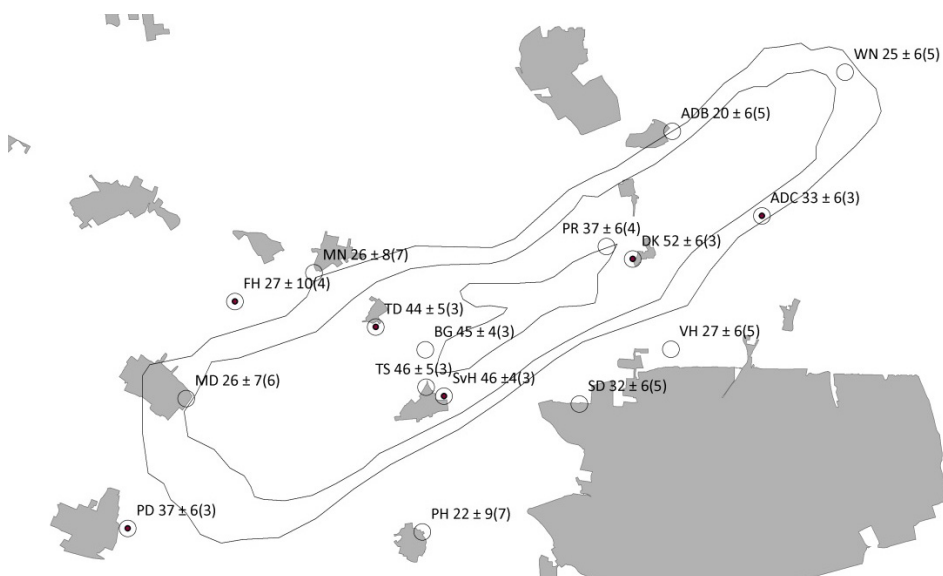 WN 25 ± 6(5)
ADB 20 ± 6(5)
ADC 33 ± 6(3)
PR 37 ± 6(4)
DK 52 ± 6(3)
MN 26 ± 8(7)
FH 27 ± 10(4)
TD 44 ± 5(3)
BG 45 ± 4(3)
VH 27 ± 6(5)
TS 46 ± 5(3)
SvH 46 ±4(3)
MD 26 ± 7(6)
SD 32 ± 6(5)
PD 37 ± 6(3)
PH 22 ± 9(7)